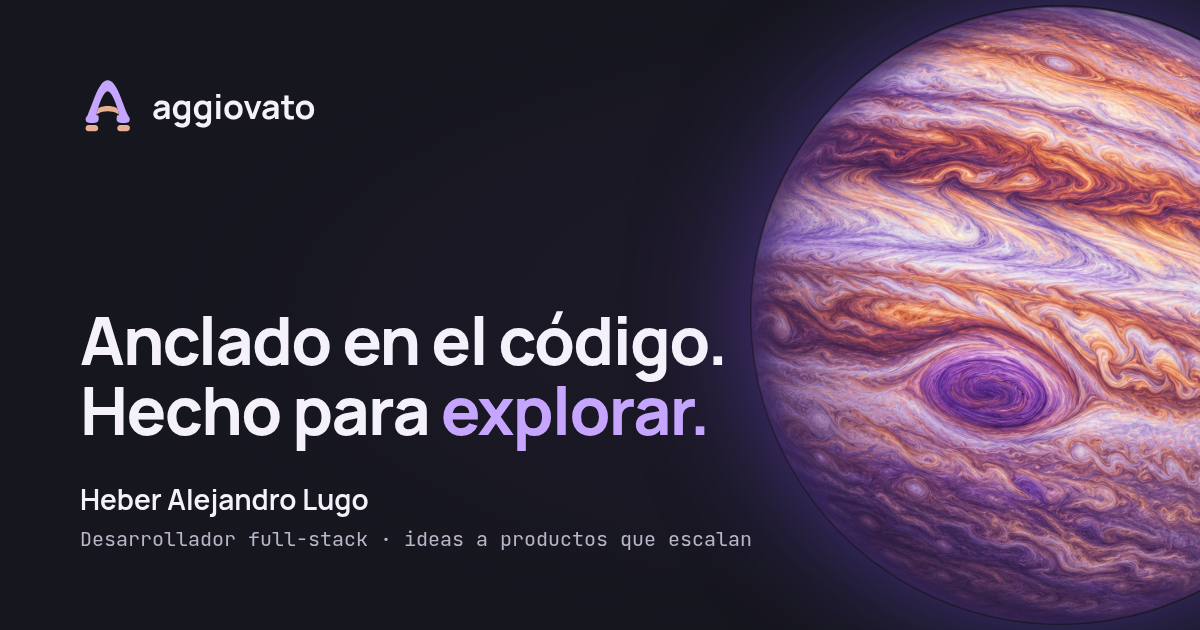 aggiovato
Anclado en el código.
Hecho para explorar.
Heber Alejandro Lugo
Desarrollador full-stack · ideas a productos que escalan